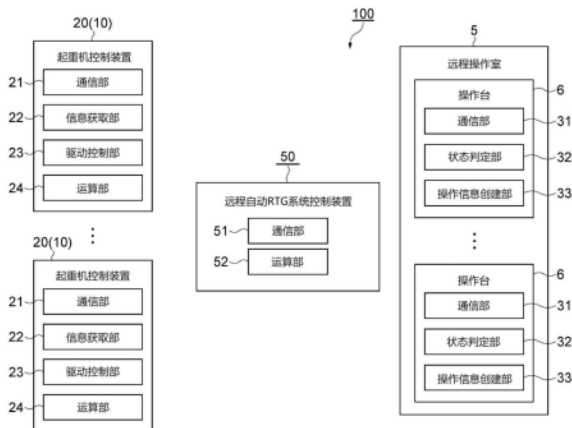 100
20(10)
起重机控制装置
21
通信部
22
信息获取部
23
驱动控制部
24
运算部
20(10)
起重机控制装置
21
通信部
22
信息获取部
23
驱动控制部
24
运算部
50
远程自动RTG系统控制装置
51
通信部
52
运算部
5
远程操作室
6
操作台
通信部
31
状态判定部
32
操作信息创建部
33
6
操作台
通信部
31
状态判定部
32
操作信息创建部
33